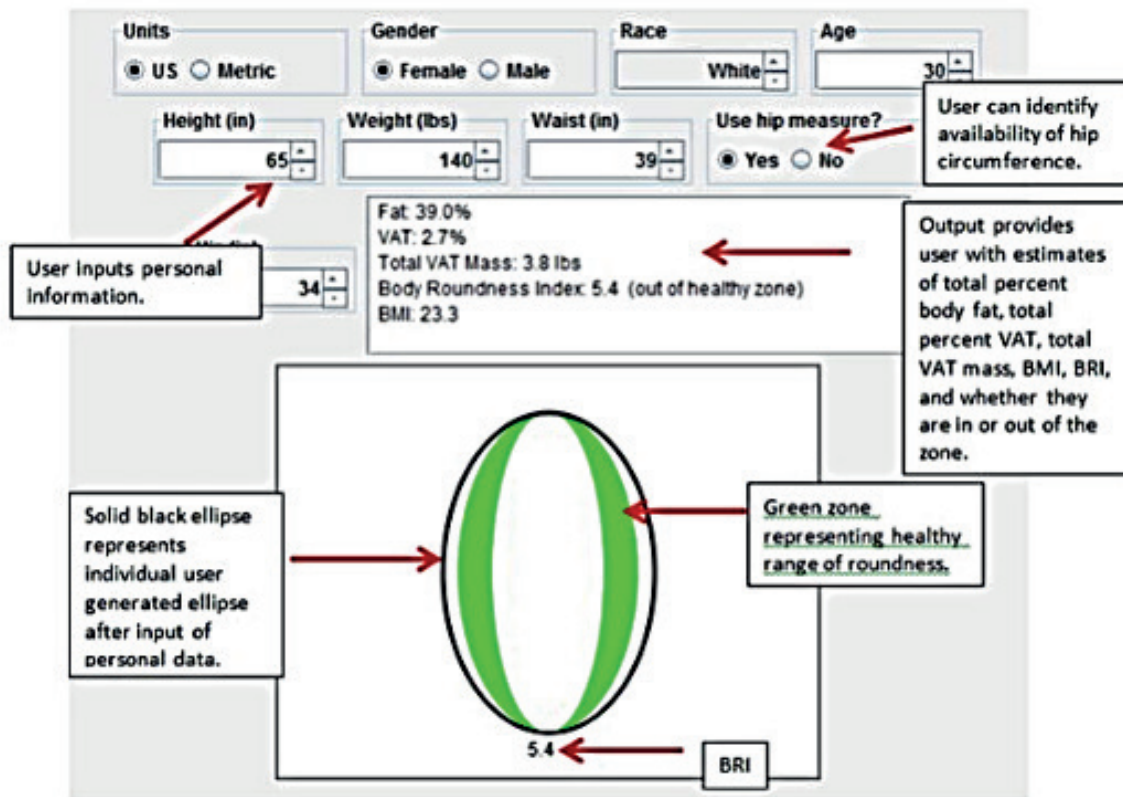 Units
US Metric
Gender
Female Male
Race
White
Age
30
Height (in)
65
Weight (lbs)
140
Waist (in)
39
Use hip measure?
Yes No
User can identify
availability of hip
circumference.
User inputs personal
information.
34
Fat: 39.0%
VAT: 2.7%
Total VAT Mass: 3.8 lbs
Body Roundness Index: 5.4 (out of healthy zone)
BMI: 23.3
Output provides
user with estimates
of total percent
body fat, total
percent VAT, total
VAT mass, BMI, BRI,
and whether they
are in or out of the
zone.
Solid black ellipse
represents
individual user
generated ellipse
after input of
personal data.
Green zone
representing healthy
range of roundness.
5.4
BRI